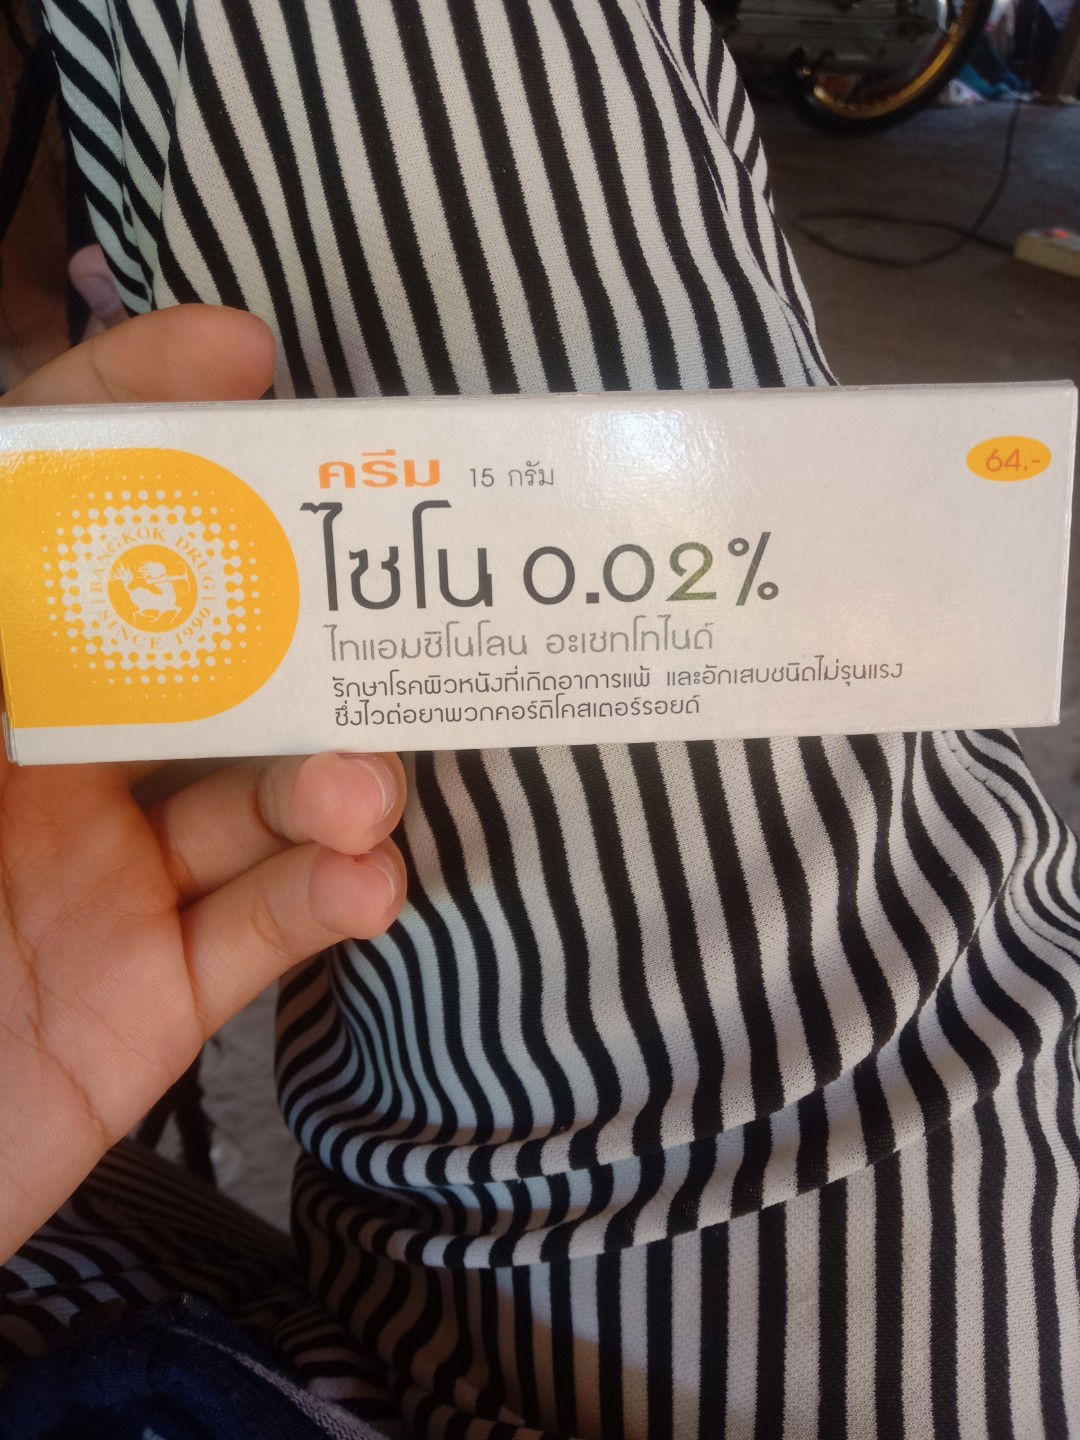 ครีม 15 กรัม
64.-
ไซโน 0.02%
ไทแอมซิโนโลน อะเซทโทไนด์
รักษาโรคผิวหนังที่เกิดอาการแพ้ และอักเสบชนิดไม่รุนแรง
ซึ่งไวต่อยาพวกคอร์ติโคสเตอร์รอยด์
BANGKOK DRUG
SINCE 1990